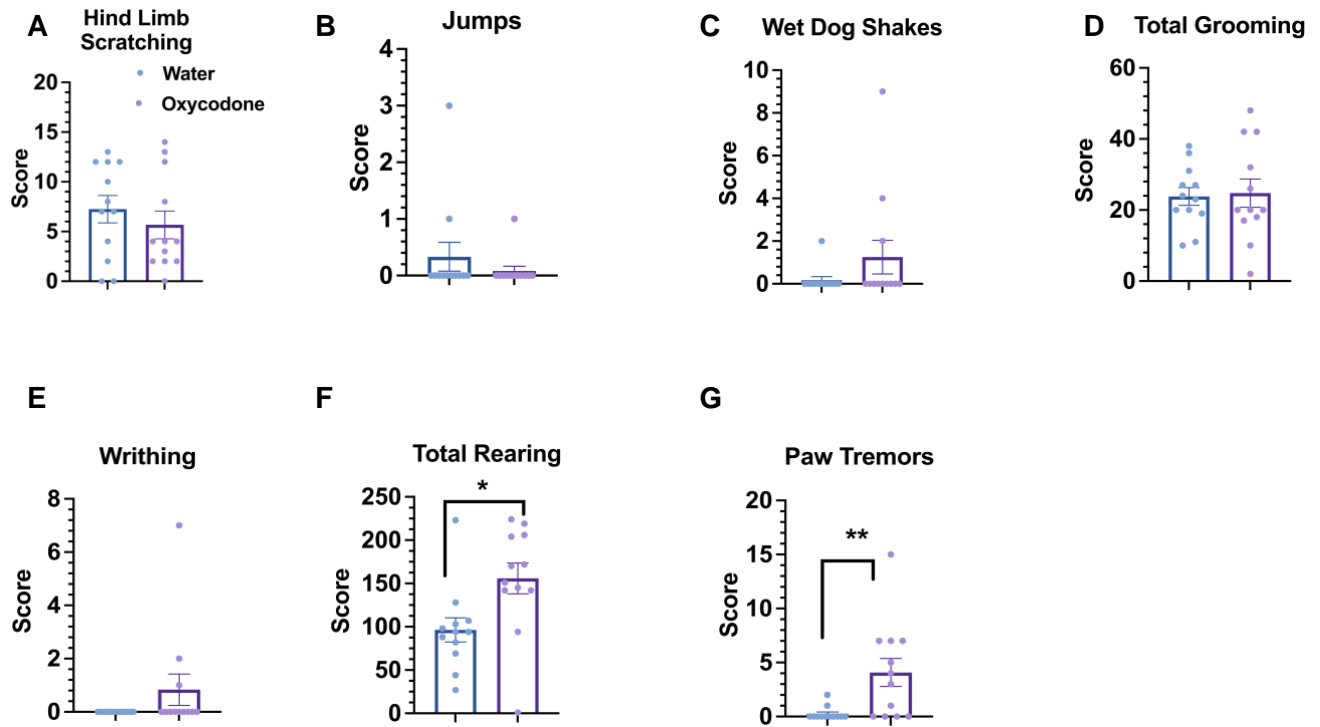 A
Hind Limb
Scratching
Water
Oxycodone
20
15
10
5
0
Score
B
Jumps
4
3
2
1
0
Score
C
Wet Dog Shakes
10
8
6
4
2
0
Score
D
Total Grooming
60
40
20
0
Score
E
Writhing
8
6
4
2
0
Score
F
Total Rearing
*
250
200
150
100
50
0
Score
G
Paw Tremors
**
20
15
10
5
0
Score